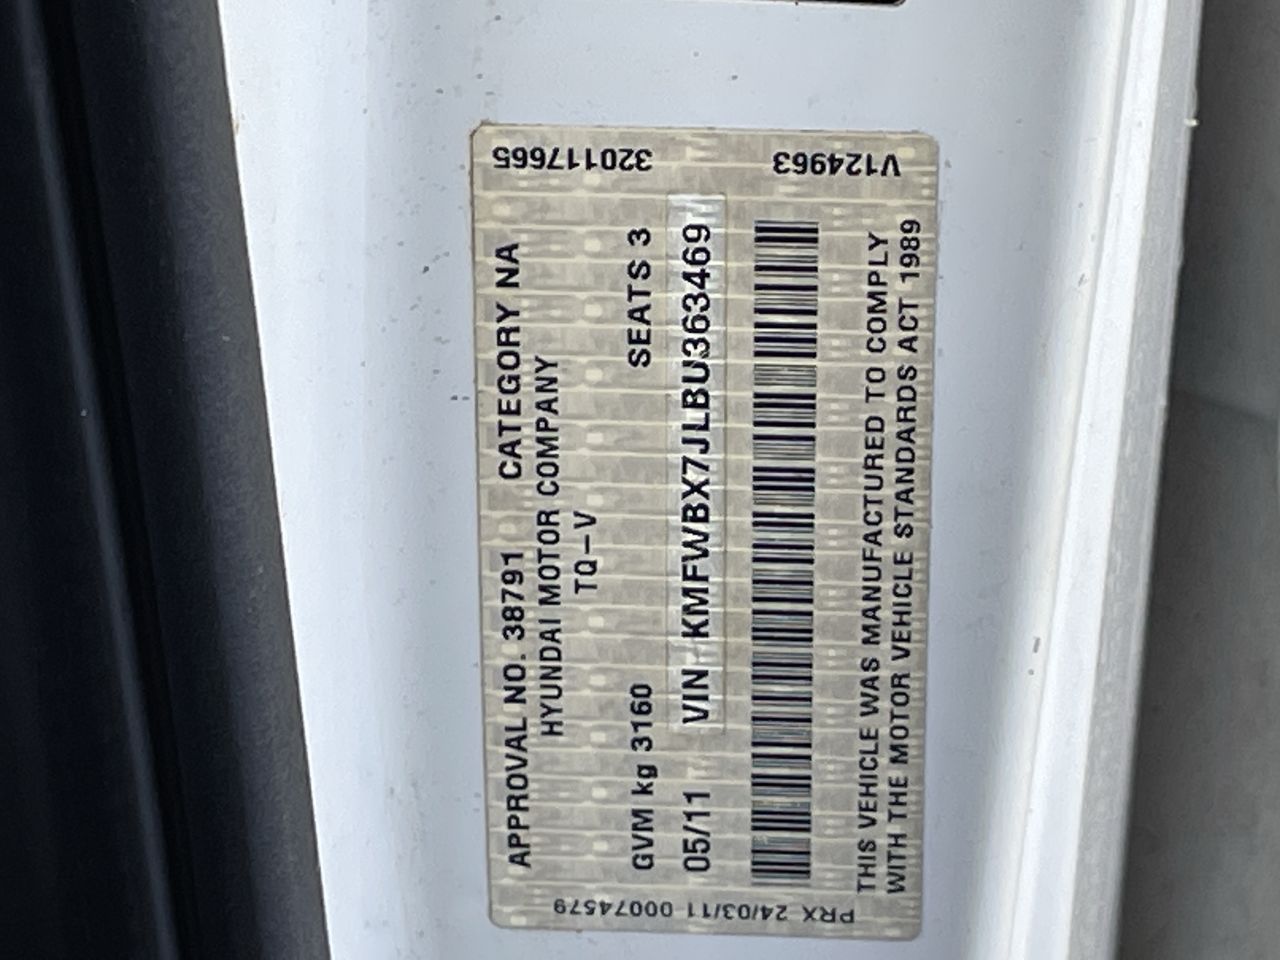 320117665 V124963
APPROVAL NO. 38791 CATEGORY NA
HYUNDAI MOTOR COMPANY
TQ-V
GVM kg 3160 SEATS 3
05/11 VIN KMFWBX7JLBU363469
THIS VEHICLE WAS MANUFACTURED TO COMPLY
WITH THE MOTOR VEHICLE STANDARDS ACT 1989
PRX 24/03/11 00074579